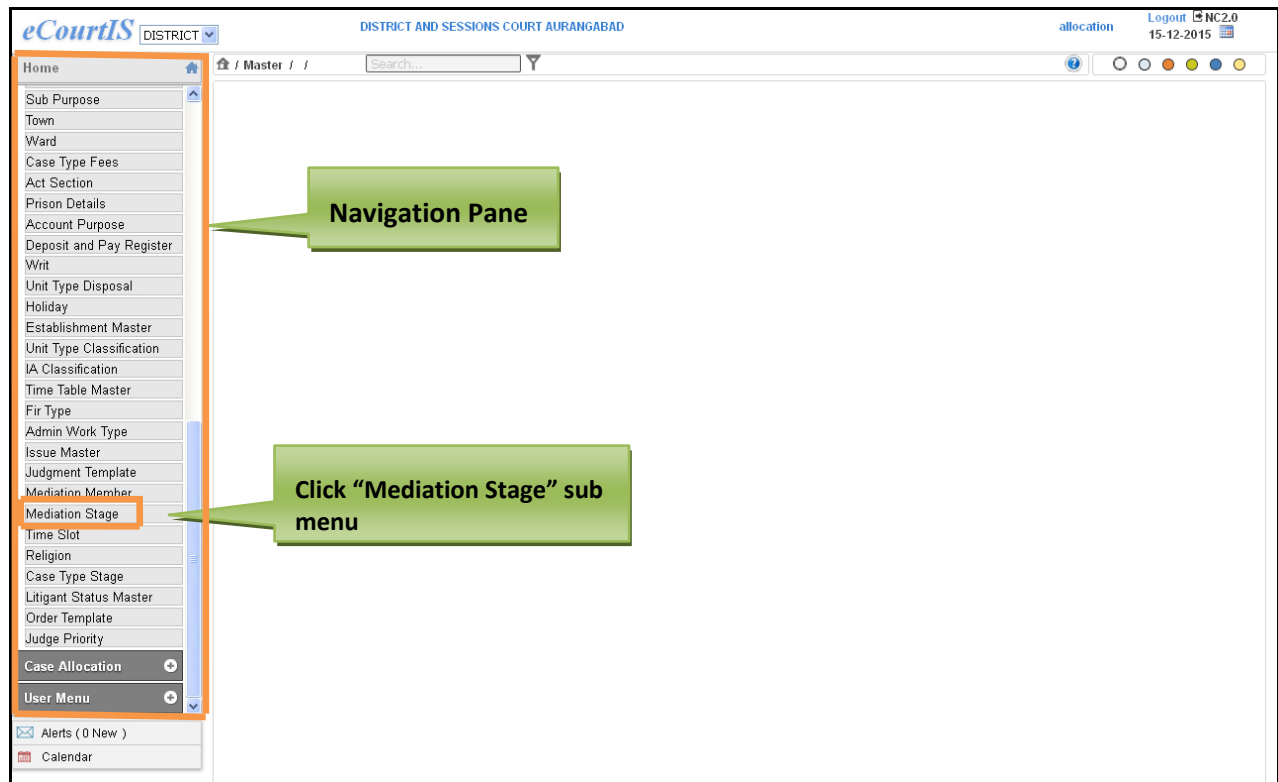 eCourtIS DISTRICT DISTRICT AND SESSIONS COURT AURANGABAD allocation Logout NC2.0
15-12-2015
Home / Master / / Search...
Sub Purpose
Town
Ward
Case Type Fees
Act Section
Prison Details
Account Purpose
Deposit and Pay Register
Writ
Unit Type Disposal
Holiday
Establishment Master
Unit Type Classification
IA Classification
Time Table Master
Fir Type
Admin Work Type
Issue Master
Judgment Template
Mediation Member
Mediation Stage
Time Slot
Religion
Case Type Stage
Litigant Status Master
Order Template
Judge Priority
Case Allocation
User Menu
Alerts ( 0 New )
Calendar
Navigation Pane
Click “Mediation Stage” sub
menu